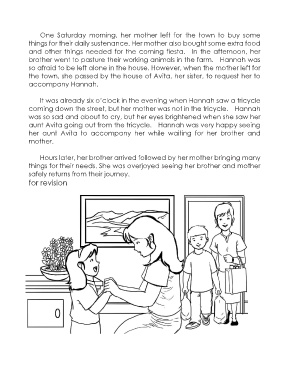 One Saturday morning, her mother left for the town to buy some
things for their daily sustenance. Her mother also bought some extra food
and other things needed for the coming fiesta.  In the afternoon, her
brother went to pasture their working animals in the farm.  Hannah was
so afraid to be left alone in the house. However, when the mother left for
the town, she passed by the house of Avita, her sister, to request her to
accompany Hannah.
It was already six o'clock in the evening when Hannah saw a tricycle
coming down the street, but her mother was not in the tricycle.  Hannah
was so sad and about to cry, but her eyes brightened when she saw her
aunt Avita going out from the tricycle.  Hannah was very happy seeing
her aunt Avita to accompany her while waiting for her brother and
mother.
Hours later, her brother arrived followed by her mother bringing many
things for their needs. She was overjoyed seeing her brother and mother
safely returns from their journey.
for revision